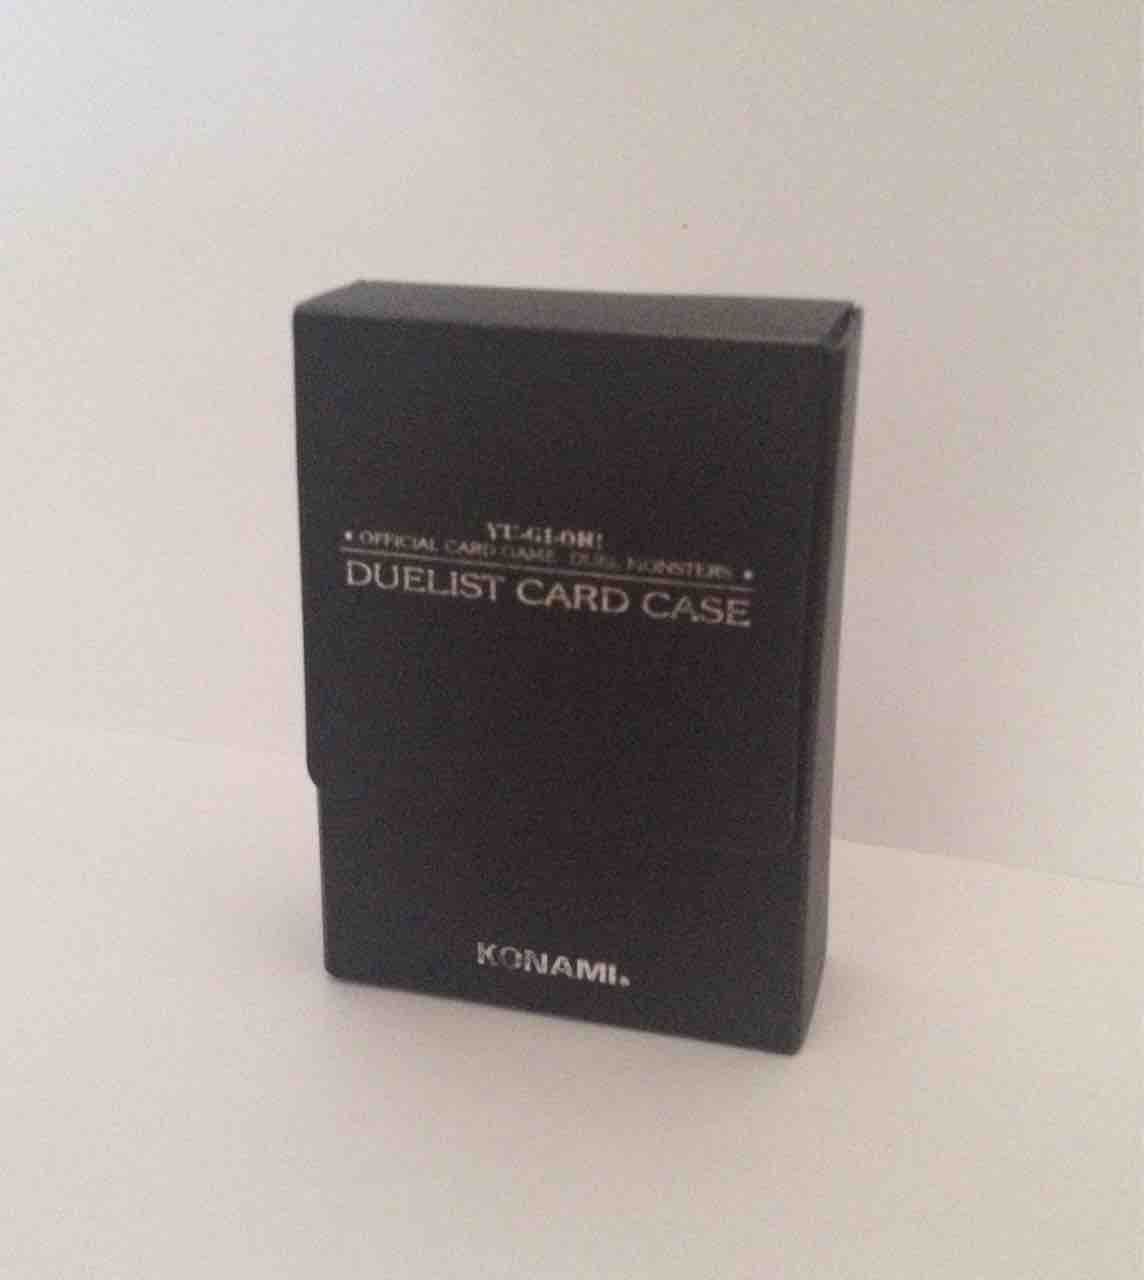 YU-GI-OH!
• OFFICIAL CARD GAME DUEL MONSTERS •
DUELIST CARD CASE
KONAMI®